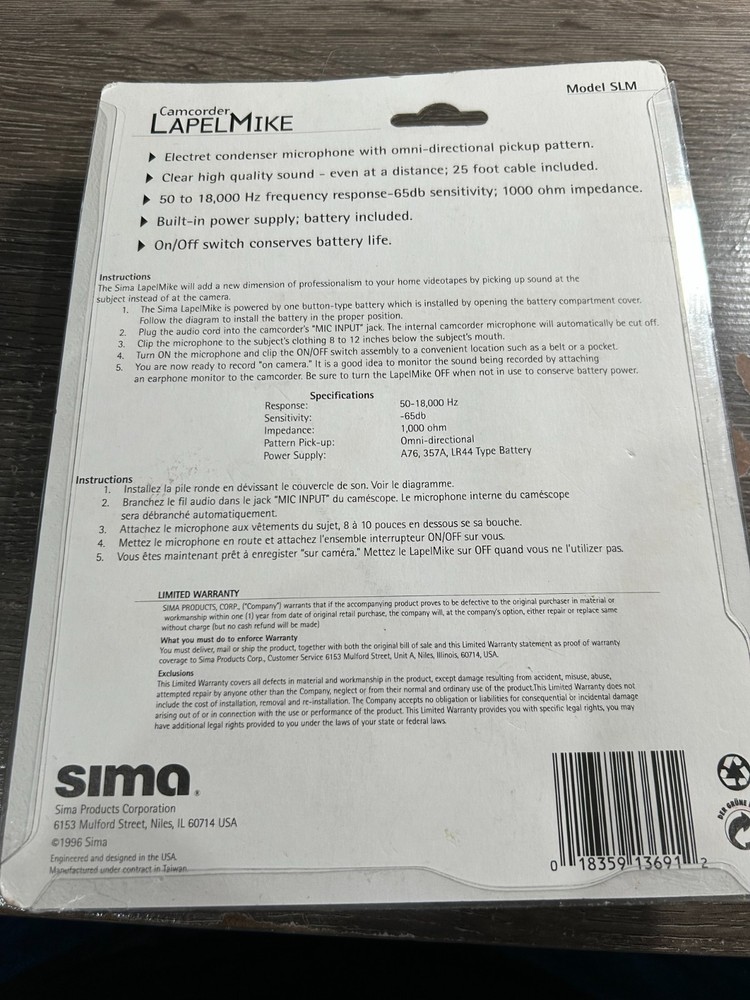 Model SLM
Camcorder
LAPELMIKE
Electret condenser microphone with omni-directional pickup pattern.
Clear high quality sound – even at a distance; 25 foot cable included.
50 to 18,000 Hz frequency response-65db sensitivity; 1000 ohm impedance.
Built-in power supply; battery included.
On/Off switch conserves battery life.
Instructions
The Sima LapelMike will add a new dimension of professionalism to your home videotapes by picking up sound at the
subject instead of at the camera.
1. The Sima LapelMike is powered by one button-type battery which is installed by opening the battery compartment cover.
Follow the diagram to install the battery in the proper position.
2. Plug the audio cord into the camcorder's "MIC INPUT" jack. The internal camcorder microphone will automatically be cut off.
3. Clip the microphone to the subject's clothing 8 to 12 inches below the subject's mouth.
4. Turn ON the microphone and clip the ON/OFF switch assembly to a convenient location such as a belt or a pocket.
5. You are now ready to record "on camera." It is a good idea to monitor the sound being recorded by attaching
an earphone monitor to the camcorder. Be sure to turn the LapelMike OFF when not in use to conserve battery power.
Specifications
Response: 50-18,000 Hz
Sensitivity: -65db
Impedance: 1,000 ohm
Pattern Pick-up: Omni-directional
Power Supply: A76, 357A, LR44 Type Battery
Instructions
1. Installez la pile ronde en dévissant le couvercle de son. Voir le diagramme.
2. Branchez le fil audio dans le jack "MIC INPUT" du caméscope. Le microphone interne du caméscope
sera débranché automatiquement.
3. Attachez le microphone aux vêtements du sujet, 8 à 10 pouces en dessous se sa bouche.
4. Mettez le microphone en route et attachez l'ensemble interrupteur ON/OFF sur vous.
5. Vous êtes maintenant prêt à enregister "sur caméra." Mettez le LapelMike sur OFF quand vous ne l'utilizer pas.
LIMITED WARRANTY
SIMA PRODUCTS, CORP., ("Company") warrants that if the accompanying product proves to be defective to the original purchaser in material or
workmanship within one (1) year from date of original retail purchase, the company will, at the company's option, either repair or replace same
without charge (but no cash refund will be made)
What you must do to enforce Warranty
You must deliver, mail or ship the product, together with both the original bill of sale and this Limited Warranty statement as proof of warranty
coverage to Sima Products Corp., Customer Service 6153 Mulford Street, Unit A, Niles, Illinois, 60714, USA.
Exclusions
This Limited Warranty covers all defects in material and workmanship in the product, except damage resulting from accident, misuse, abuse,
attempted repair by anyone other than the Company, neglect or from their normal and ordinary use of the product.This Limited Warranty does not
include the cost of installation, removal and re-installation. The Company accepts no obligation or liabilities for consequential or incidental damage
arising out of or in connection with the use or performance of the product. This Limited Warranty provides you with specific legal rights, you may
have additional legal rights provided to you under the laws of your state or federal laws.
sima®
Sima Products Corporation
6153 Mulford Street, Niles, IL 60714 USA
©1996 Sima
Engineered and designed in the USA.
Manufactured under contract in Taiwan.
0 18359 13691 2
DER GRÜNE